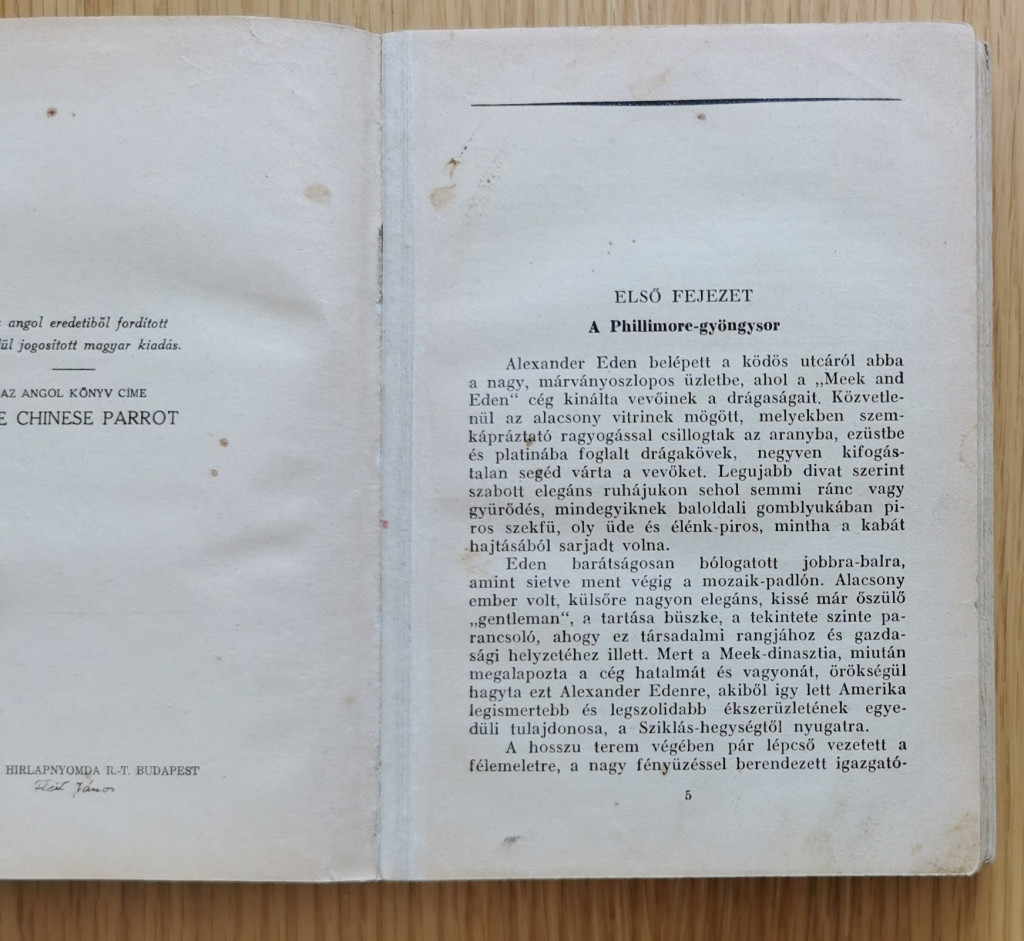 angol eredetiből fordított
jogosított magyar kiadás.
AZ ANGOL KÖNYV CÍME
CHINESE PARROT
HIRLAPNYOMDA R.-T. BUDAPEST
János
ELSŐ FEJEZET
A Phillimore-gyöngysor
Alexander Eden belépett a ködös utcáról abba
a nagy, márványoszlopos üzletbe, ahol a „Meek and
Eden“ cég kinálta vevőinek a drágaságait. Közvetle-
nül az alacsony vitrinek mögött, melyekben szem-
kápráztató ragyogással csillogtak az aranyba, ezüstbe
és platinába foglalt drágakövek, negyven kifogás-
talan segéd várta a vevőket. Legujabb divat szerint
szabott elegáns ruhájukon sehol semmi ránc vagy
gyürődés, mindegyiknek baloldali gomblyukában pi-
ros szekfü, oly üde és élénk-piros, mintha a kabát
hajtásából sarjadt volna.
Eden barátságosan bólogatott jobbra-balra,
amint sietve ment végig a mozaik-padlón. Alacsony
ember volt, külsőre nagyon elegáns, kissé már őszülő
„gentleman“, a tartása büszke, a tekintete szinte pa-
rancsoló, ahogy ez társadalmi rangjához és gazda-
sági helyzetéhez illett. Mert a Meek-dinasztia, miután
megalapozta a cég hatalmát és vagyonát, örökségül
hagyta ezt Alexander Edenre, akiből igy lett Amerika
legismertebb és legszolidabb ékszerüzletének egye-
düli tulajdonosa, a Sziklás-hegységtől nyugatra.
A hosszu terem végében pár lépcső vezetett a
félemeletre, a nagy fényüzéssel berendezett igazgató-
5